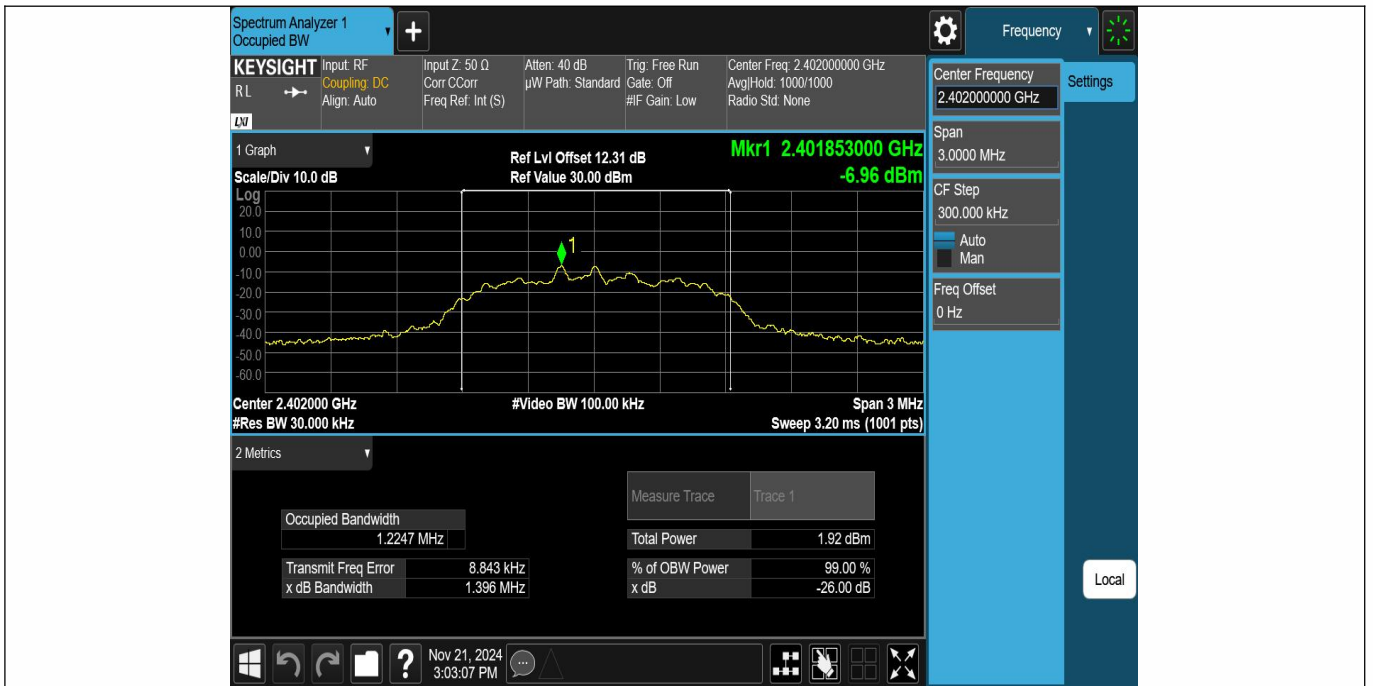 Spectrum Analyzer 1
Occupied BW
+
Frequency
KEYSIGHT
RL
LXI
Input: RF
Coupling: DC
Align: Auto
Input Z: 50 Ω
Corr CCorr
Freq Ref: Int (S)
Atten: 40 dB
µW Path: Standard
Trig: Free Run
Gate: Off
#IF Gain: Low
Center Freq: 2.402000000 GHz
Avg|Hold: 1000/1000
Radio Std: None
Center Frequency
2.402000000 GHz
Settings
Span
3.0000 MHz
CF Step
300.000 kHz
Auto
Man
Freq Offset
0 Hz
Local
1 Graph
Scale/Div 10.0 dB
Ref Lvl Offset 12.31 dB
Ref Value 30.00 dBm
Mkr1 2.401853000 GHz
-6.96 dBm
Log
20.0
10.0
0.00
-10.0
-20.0
-30.0
-40.0
-50.0
-60.0
1
Center 2.402000 GHz
#Video BW 100.00 kHz
Span 3 MHz
#Res BW 30.000 kHz
Sweep 3.20 ms (1001 pts)
2 Metrics
Measure Trace Trace 1
Occupied Bandwidth
1.2247 MHz
Total Power 1.92 dBm
Transmit Freq Error 8.843 kHz
% of OBW Power 99.00 %
x dB Bandwidth 1.396 MHz
x dB -26.00 dB
?
Nov 21, 2024
3:03:07 PM